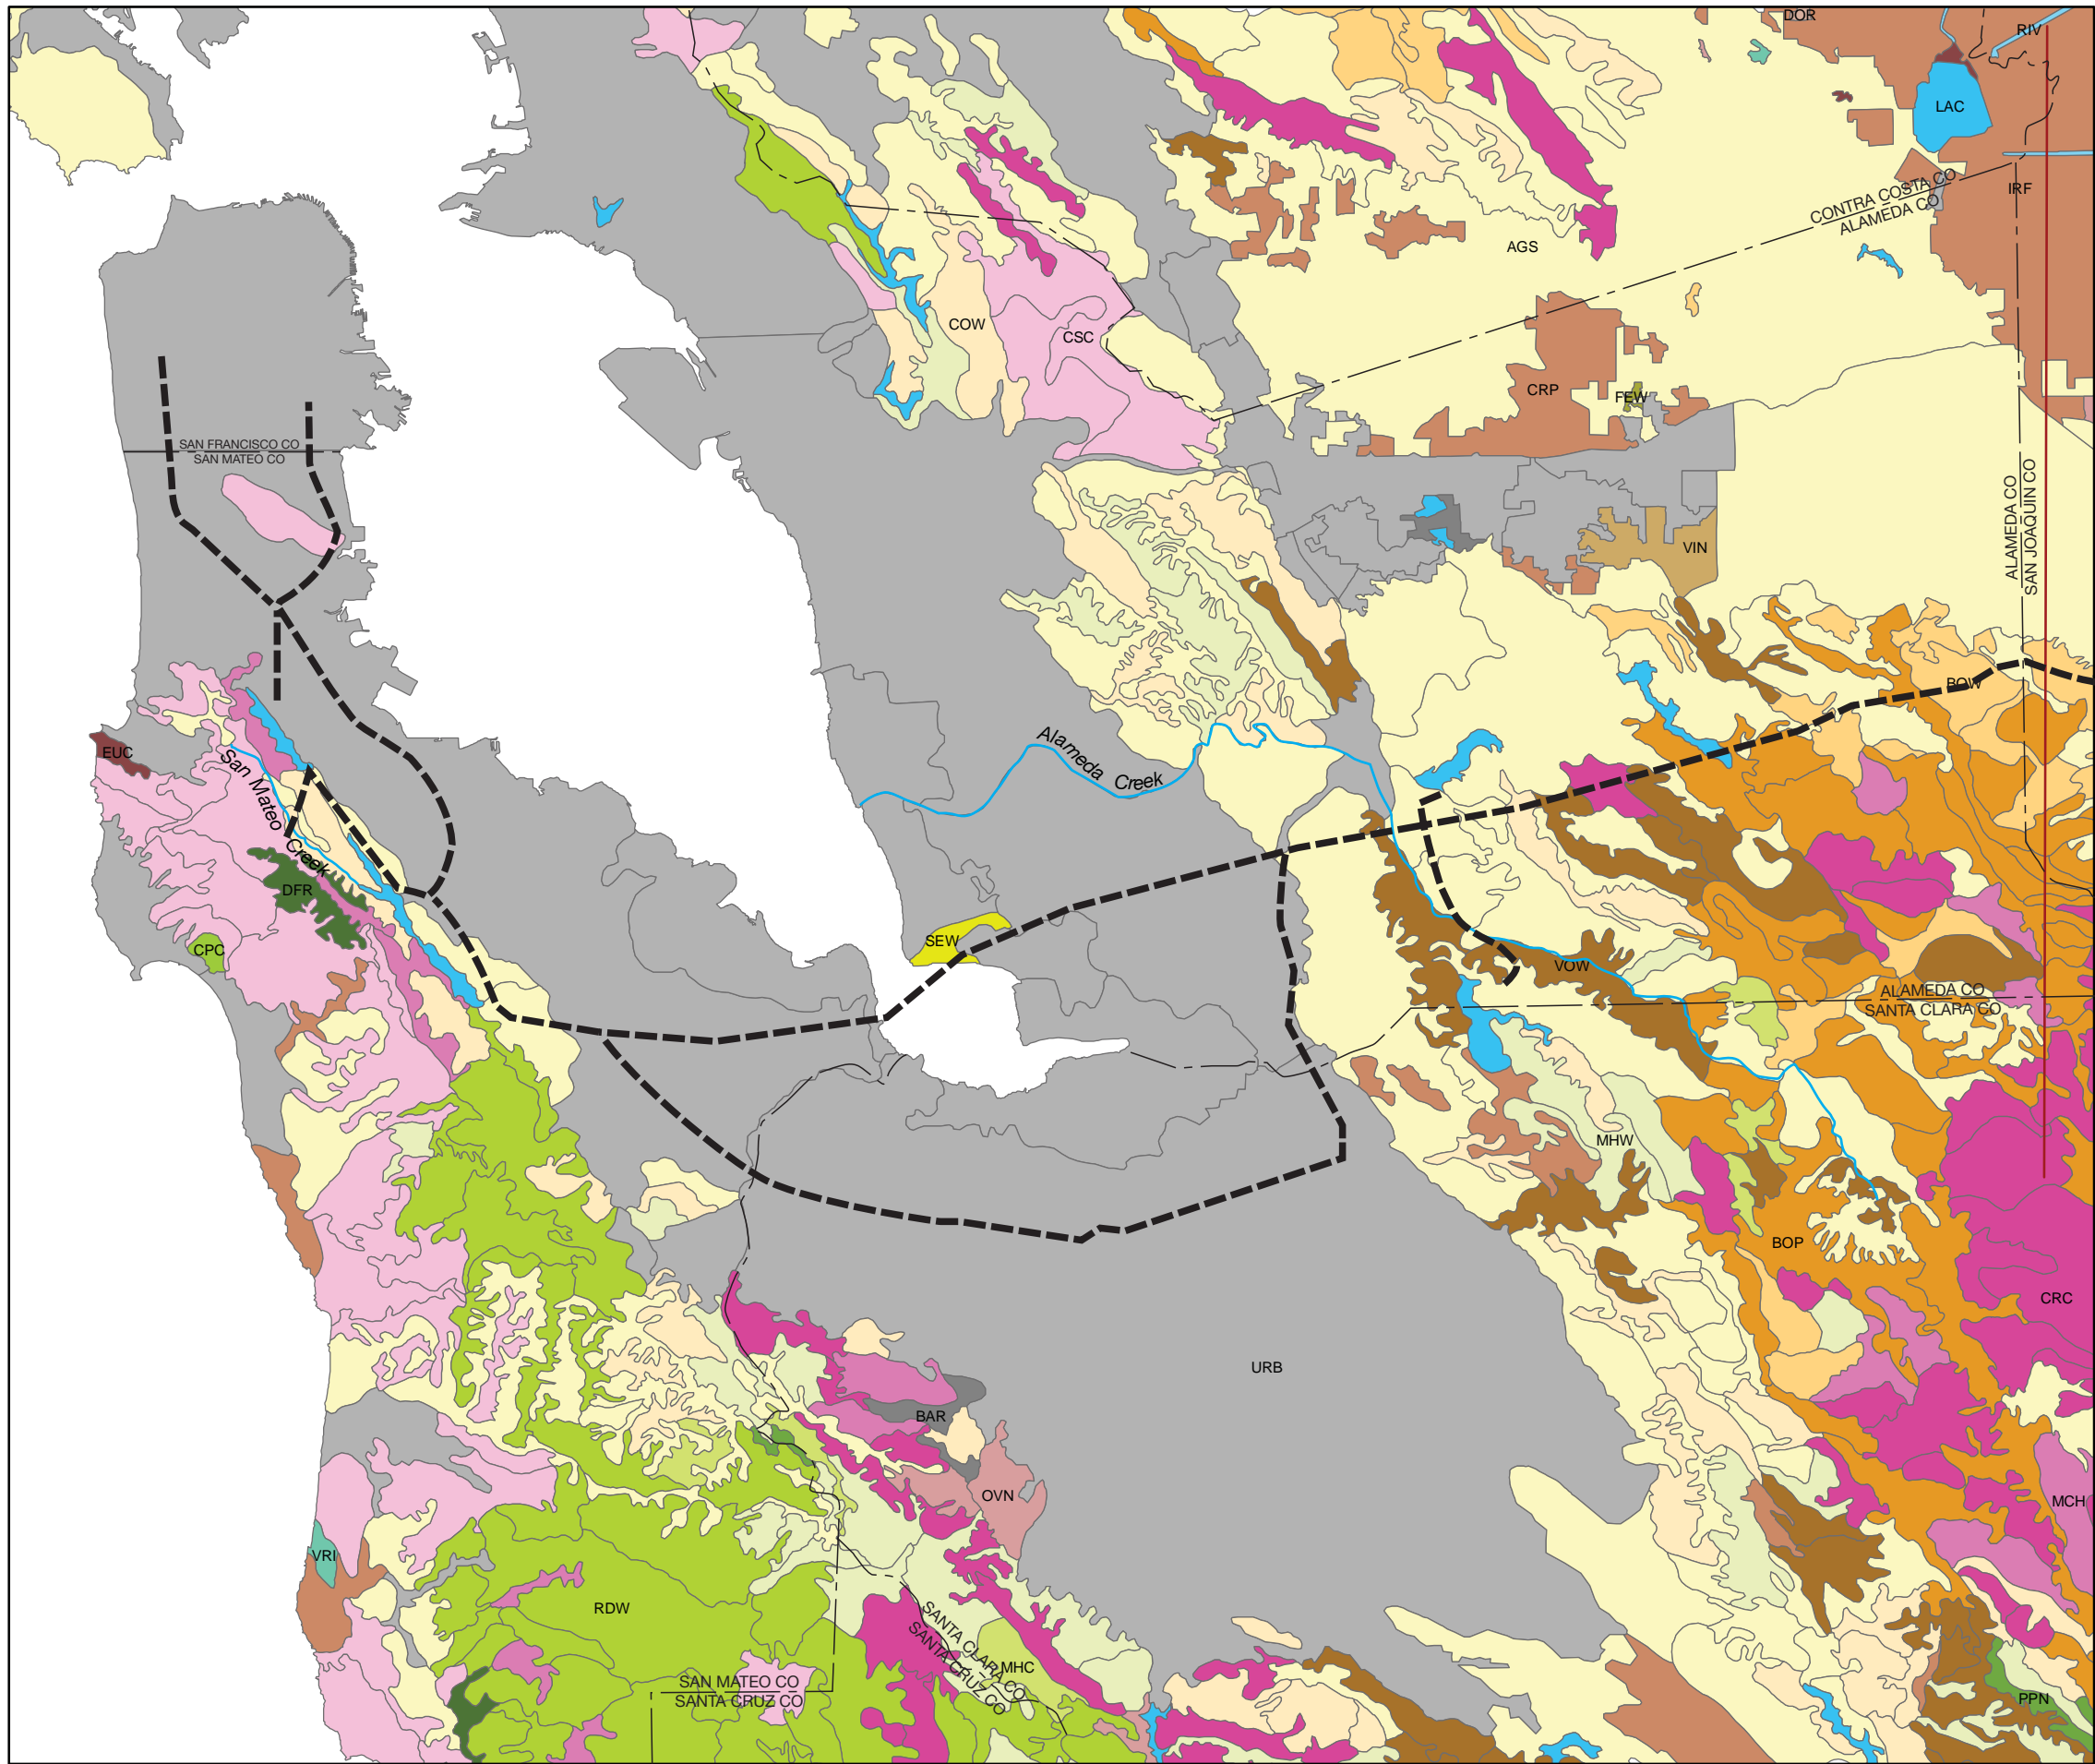 DOR
RIV
LAC
IRF
CONTRA COSTA CO
ALAMEDA CO
AGS
COW
CSC
CRP
FEW
SAN FRANCISCO CO
SAN MATEO CO
ALAMEDA CO
SAN JOAQUIN CO
VIN
BOW
EUC
San Mateo
Creek
Alameda
Creek
DFR
CPC
SEW
VOW
ALAMEDA CO
SANTA CLARA CO
MHW
BOP
CRC
URB
BAR
OVN
MCH
VRI
RDW
SANTA CLARA CO
SANTA CRUZ CO
MHC
SAN MATEO CO
SANTA CRUZ CO
PPN